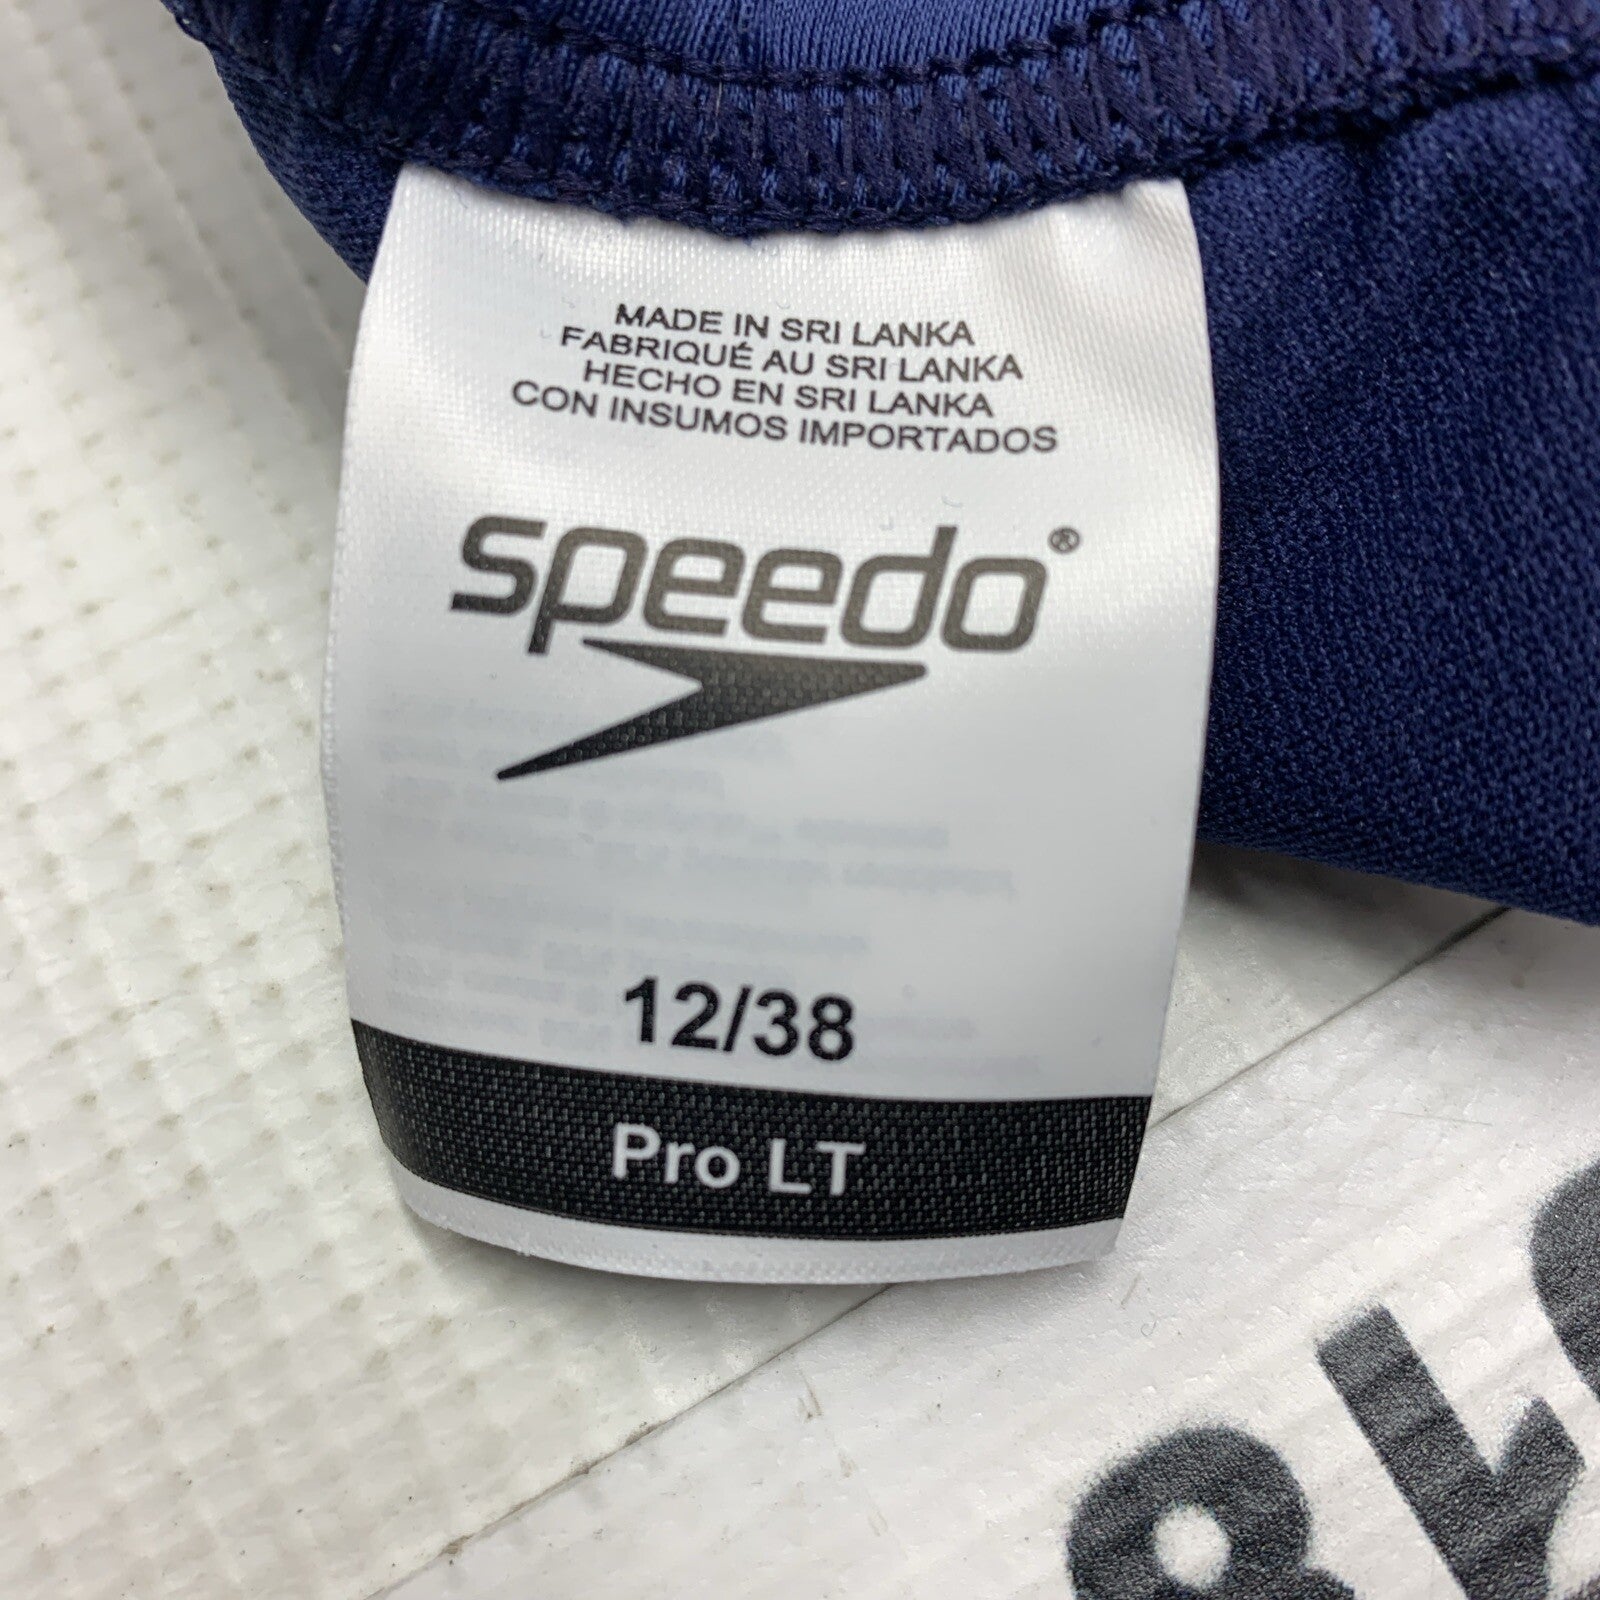 MADE IN SRI LANKA
FABRIQUÉ AU SRI LANKA
HECHO EN SRI LANKA
CON INSUMOS IMPORTADOS
speedo®
12/38
Pro LT